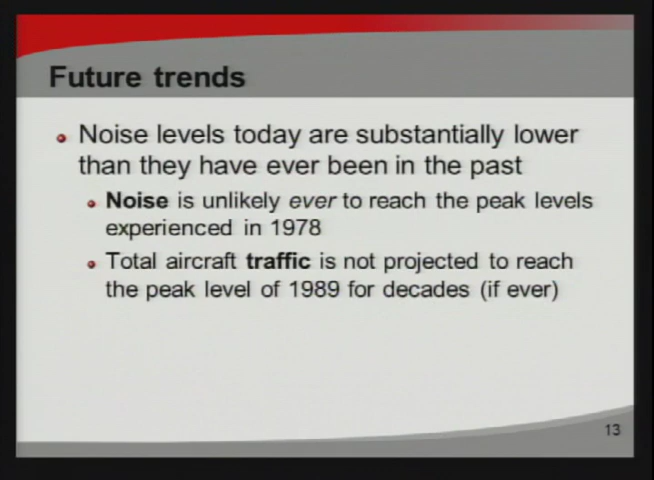 Future trends
Noise levels today are substantially lower
than they have ever been in the past
Noise is unlikely ever to reach the peak levels
experienced in 1978
Total aircraft traffic is not projected to reach
the peak level of 1989 for decades (if ever)
13